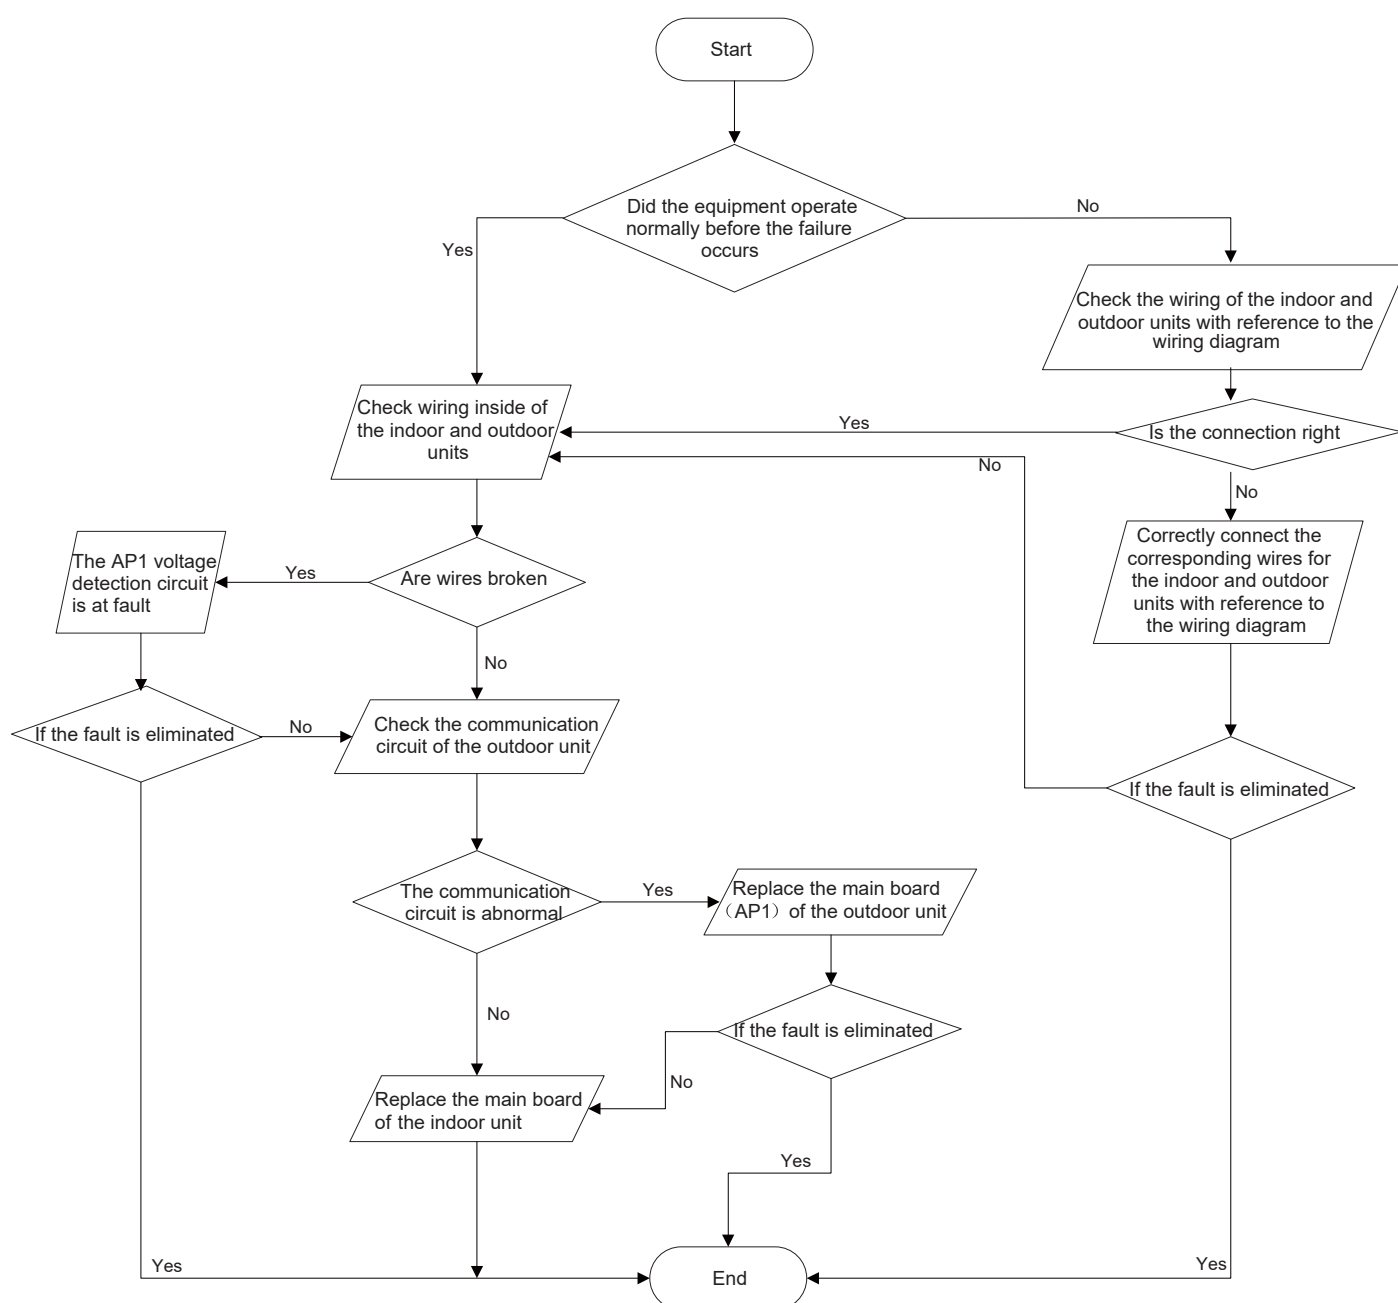 Start
Did the equipment operate
normally before the failure
occurs
No
Yes
Check the wiring of the indoor and
outdoor units with reference to the
wiring diagram
Check wiring inside of
the indoor and outdoor
units
Yes
Is the connection right
No
No
Correctly connect the
corresponding wires for
the indoor and outdoor
units with reference to
the wiring diagram
The AP1 voltage
detection circuit
is at fault
Yes
Are wires broken
No
If the fault is eliminated
No
Check the communication
circuit of the outdoor unit
If the fault is eliminated
The communication
circuit is abnormal
Yes
Replace the main board
（AP1）of the outdoor unit
No
If the fault is eliminated
No
Replace the main board
of the indoor unit
Yes
Yes
End
Yes